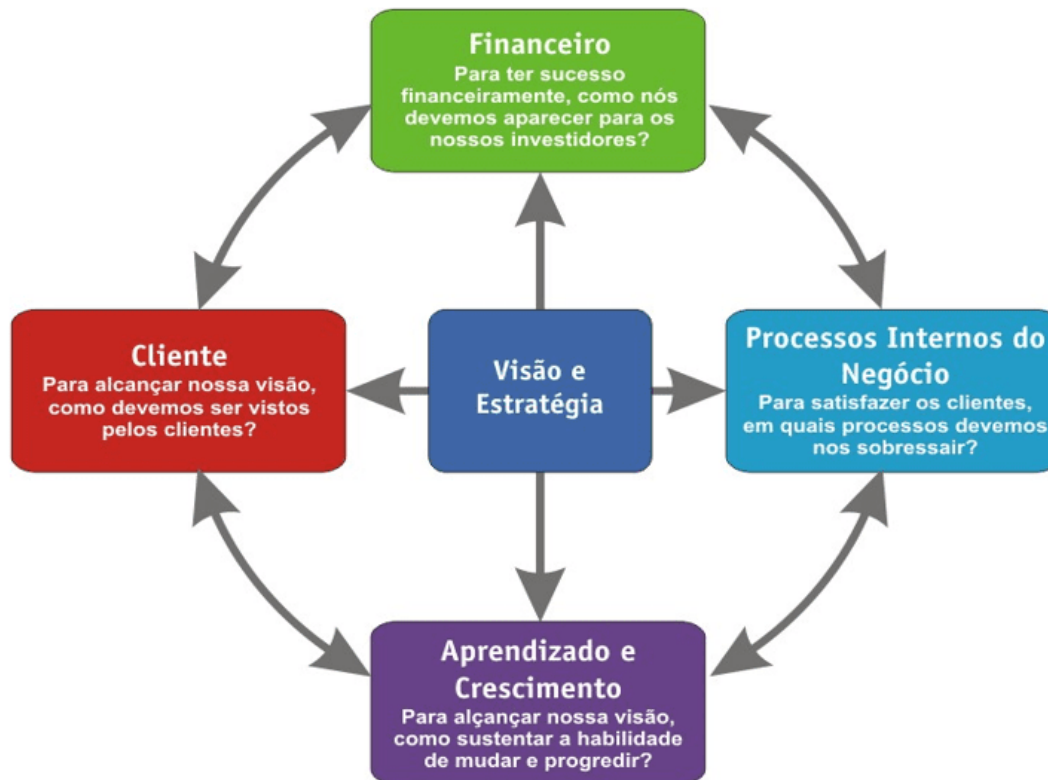 Financeiro
Para ter sucesso
financeiramente, como nós
devemos aparecer para os
nossos investidores?
Cliente
Para alcançar nossa visão,
como devemos ser vistos
pelos clientes?
Visão e
Estratégia
Processos Internos do
Negócio
Para satisfazer os clientes,
em quais processos devemos
nos sobressair?
Aprendizado e
Crescimento
Para alçançar nossa visão,
como sustentar a habilidade
de mudar e progredir?